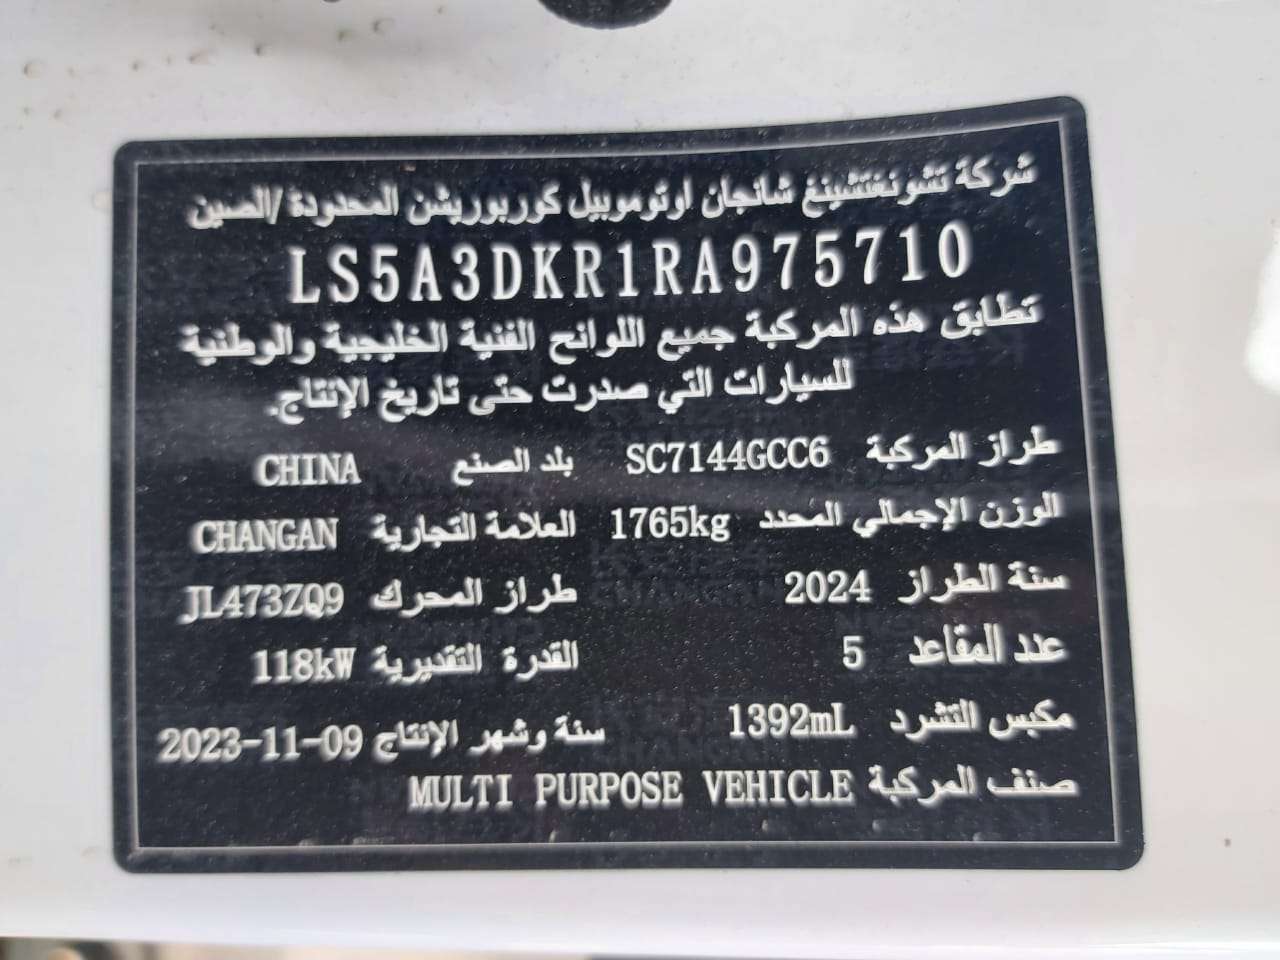 شركة تشونغتشينغ شانجان اوتوموبيل كوربوريشن المحدودة /الصين
LS5A3DKR1RA975710
تطابق هذه المركبة جميع اللوائح الفنية الخليجية والوطنية
للسيارات التي صدرت حتى تاريخ الإنتاج.
طراز المركبة SC7144GCC6 بلد الصنع CHINA
الوزن الإجمالي المحدد 1765kg العلامة التجارية CHANGAN
سنة الطراز 2024 طراز المحرك JL473ZQ9
عدد المقاعد 5 القدرة التقديرية 118kW
مكبس التشرد 1392mL سنة وشهر الإنتاج 2023-11-09
صنف المركبة MULTI PURPOSE VEHICLE